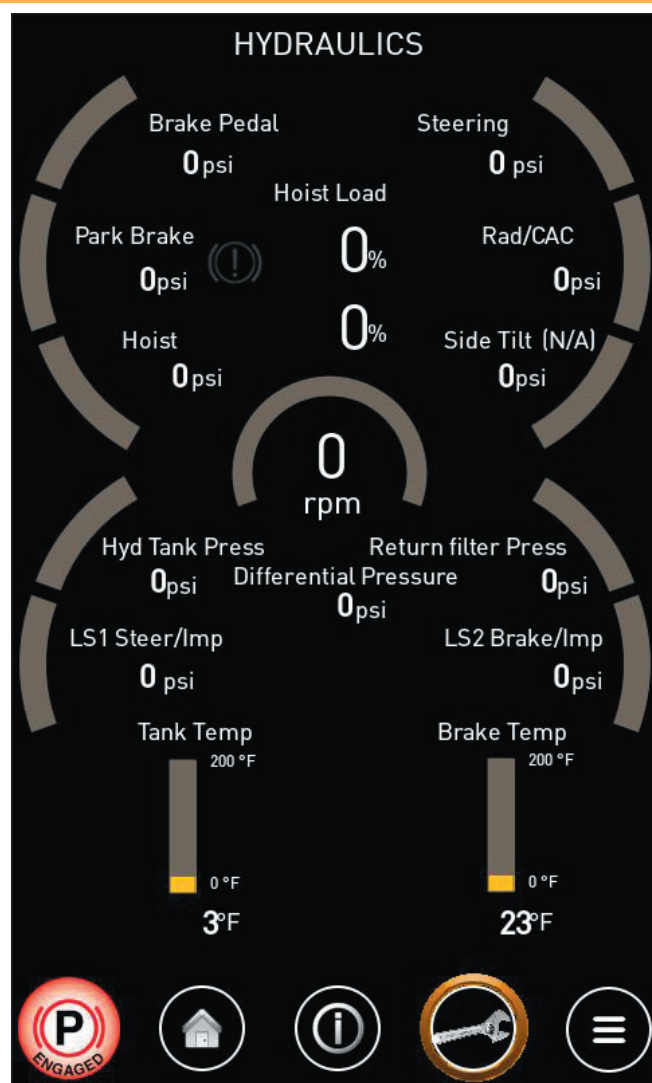 HYDRAULICS
Brake Pedal
0psi
Steering
0 psi
Hoist Load
0%
0%
Park Brake
0psi
Rad/CAC
0psi
Hoist
0psi
Side Tilt (N/A)
0psi
0
rpm
Hyd Tank Press
0psi
Return filter Press
0psi
Differential Pressure
0psi
LS1 Steer/Imp
0 psi
LS2 Brake/Imp
0psi
Tank Temp
200 °F
0 °F
3°F
Brake Temp
200 °F
0 °F
23°F
P
ENGAGED
i